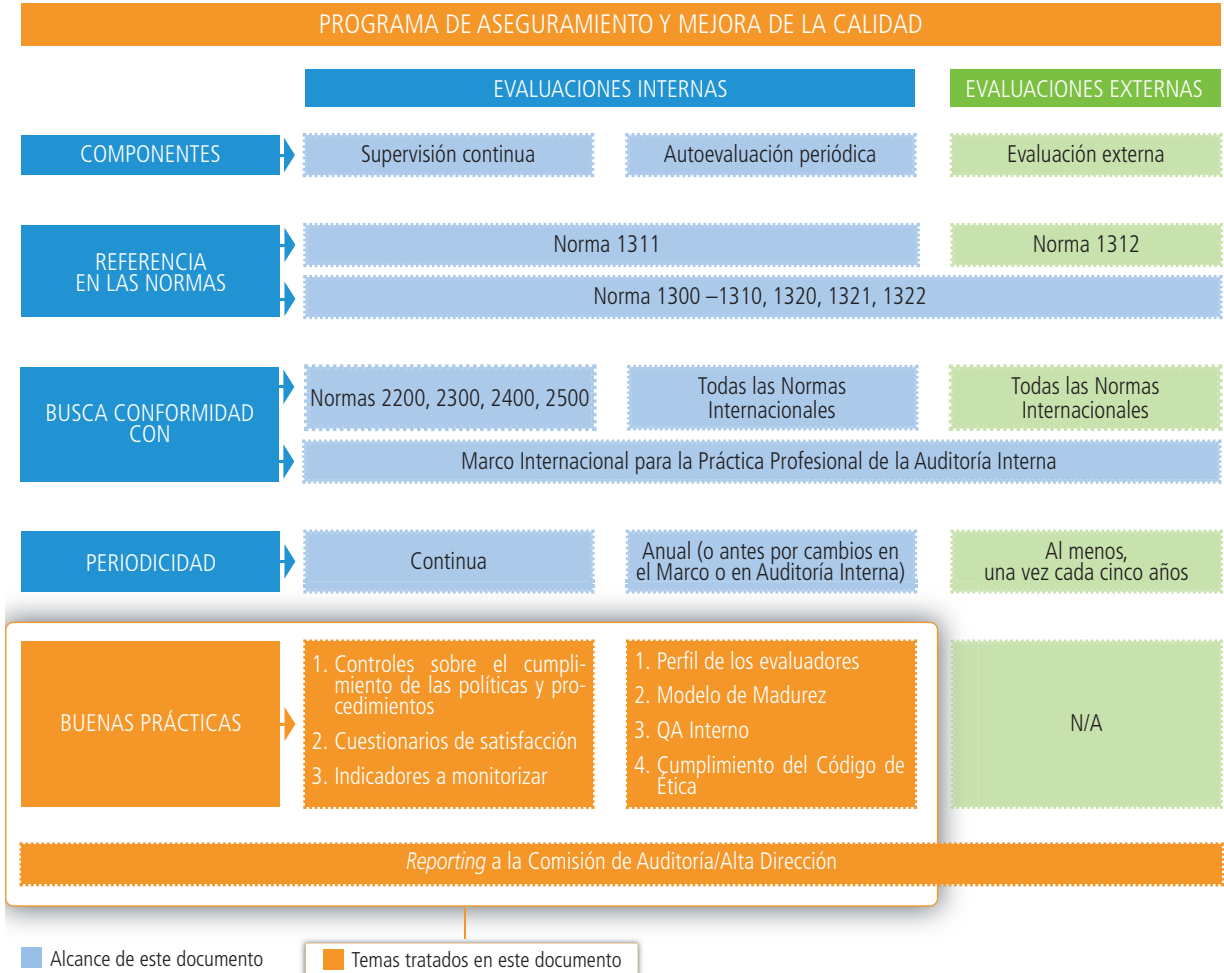 PROGRAMA DE ASEGURAMIENTO Y MEJORA DE LA CALIDAD
EVALUACIONES INTERNAS
EVALUACIONES EXTERNAS
COMPONENTES
Supervisión continua
Autoevaluación periódica
Evaluación externa
REFERENCIA
EN LAS NORMAS
Norma 1311
Norma 1312
Norma 1300 –1310, 1320, 1321, 1322
BUSCA CONFORMIDAD
CON
Normas 2200, 2300, 2400, 2500
Todas las Normas
Internacionales
Todas las Normas
Internacionales
Marco Internacional para la Práctica Profesional de la Auditoría Interna
PERIODICIDAD
Continua
Anual (o antes por cambios en
el Marco o en Auditoría Interna)
Al menos,
una vez cada cinco años
BUENAS PRÁCTICAS
1. Controles sobre el cumpli-
miento de las políticas y pro-
cedimientos
2. Cuestionarios de satisfacción
3. Indicadores a monitorizar
1. Perfil de los evaluadores
2. Modelo de Madurez
3. QA Interno
4. Cumplimiento del Código de
Ética
N/A
Reporting a la Comisión de Auditoría/Alta Dirección
Alcance de este documento
Temas tratados en este documento